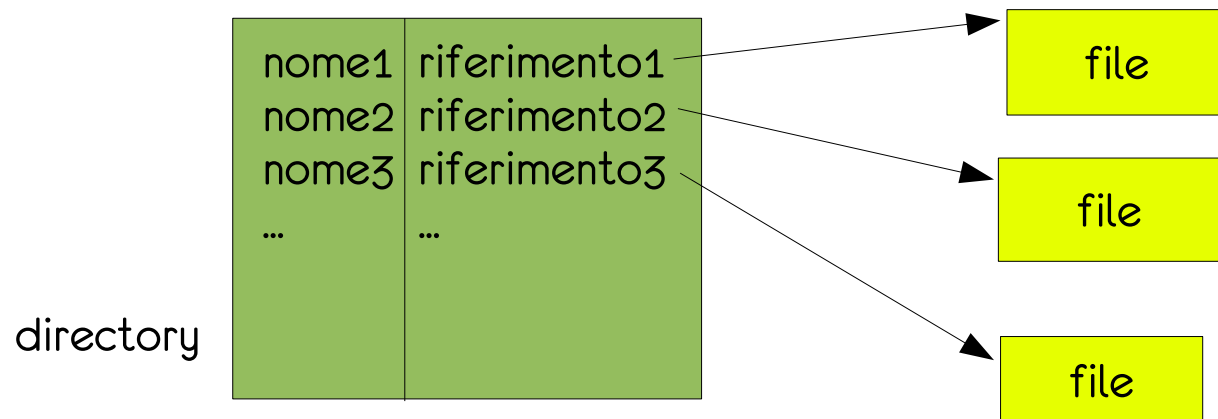 nome1 riferimento1
file
nome2 riferimento2
nome3 riferimento3
file
... ...
directory
file